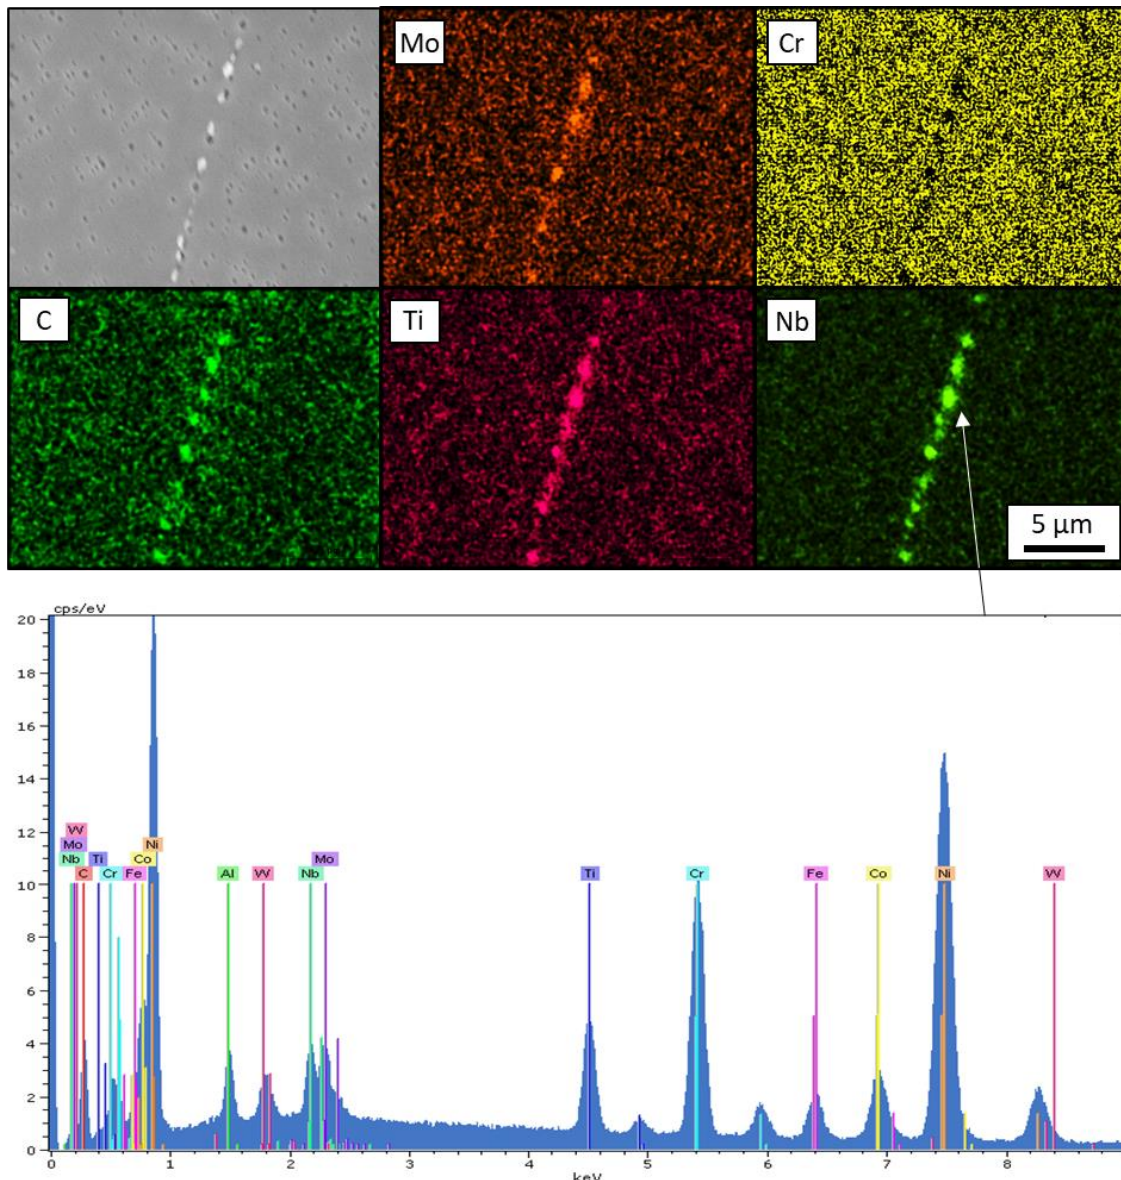 Mo
Cr
C
Ti
Nb
5 µm
cps/eV
20
18
16
14
12
10
8
6
4
2
0
W
Mo Ni
Nb Ti Co Mo
C Cr Fe Al W Nb Ti Cr Fe Co Ni W
0 1 2 3 4 5 6 7 8
keV